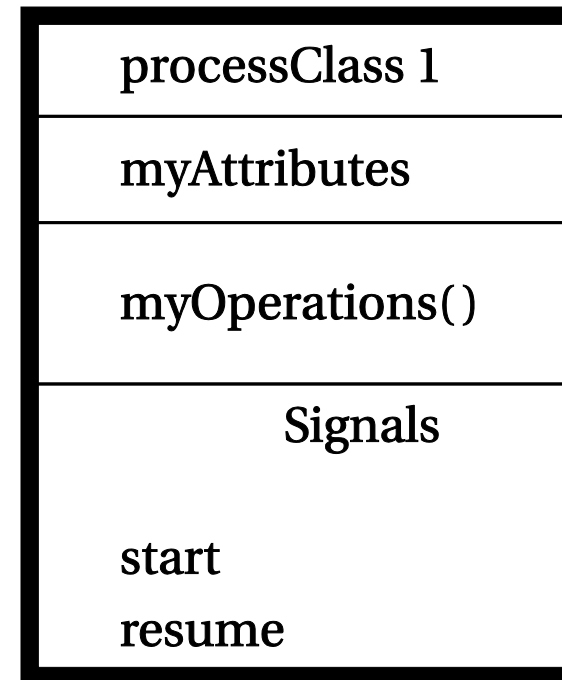 processClass 1
myAttributes
myOperations()
Signals
start
resume